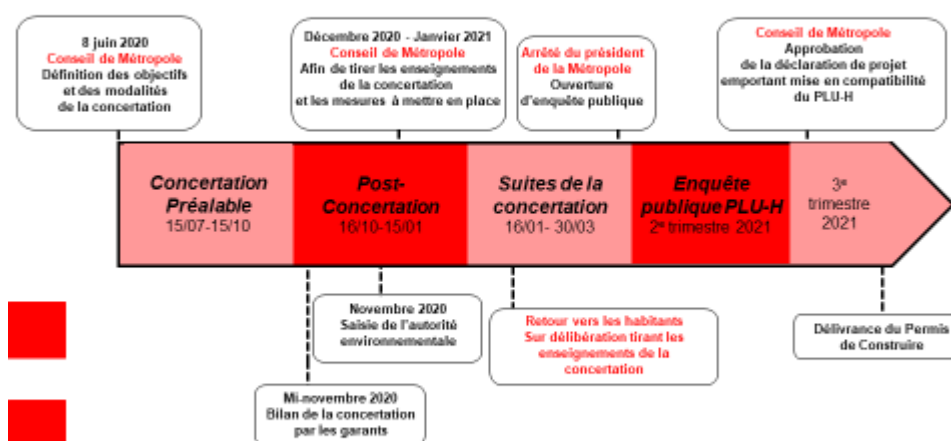 8 juin 2020
Conseil de Métropole
Définition des objectifs
et des modalités
de la concertation
Décembre 2020 - Janvier 2021
Conseil de Métropole
Afin de tirer les enseignements
de la concertation
et les mesures à mettre en place
Arrêté du président
de la Métropole
Ouverture
d'enquête publique
Conseil de Métropole
Approbation
de la déclaration de projet
emportant mise en compatibilité
du PLU-H
Concertation
Préalable
15/07-15/10
Post-
Concertation
16/10-15/01
Suites de la
concertation
16/01- 30/03
Enquête
publique PLU-H
2e trimestre 2021
3e
trimestre
2021
Novembre 2020
Saisie de l'autorité
environnementale
Retour vers les habitants
Sur délibération tirant les
enseignements de la
concertation
Délivrance du Permis
de Construire
Mi-novembre 2020
Bilan de la concertation
par les garants